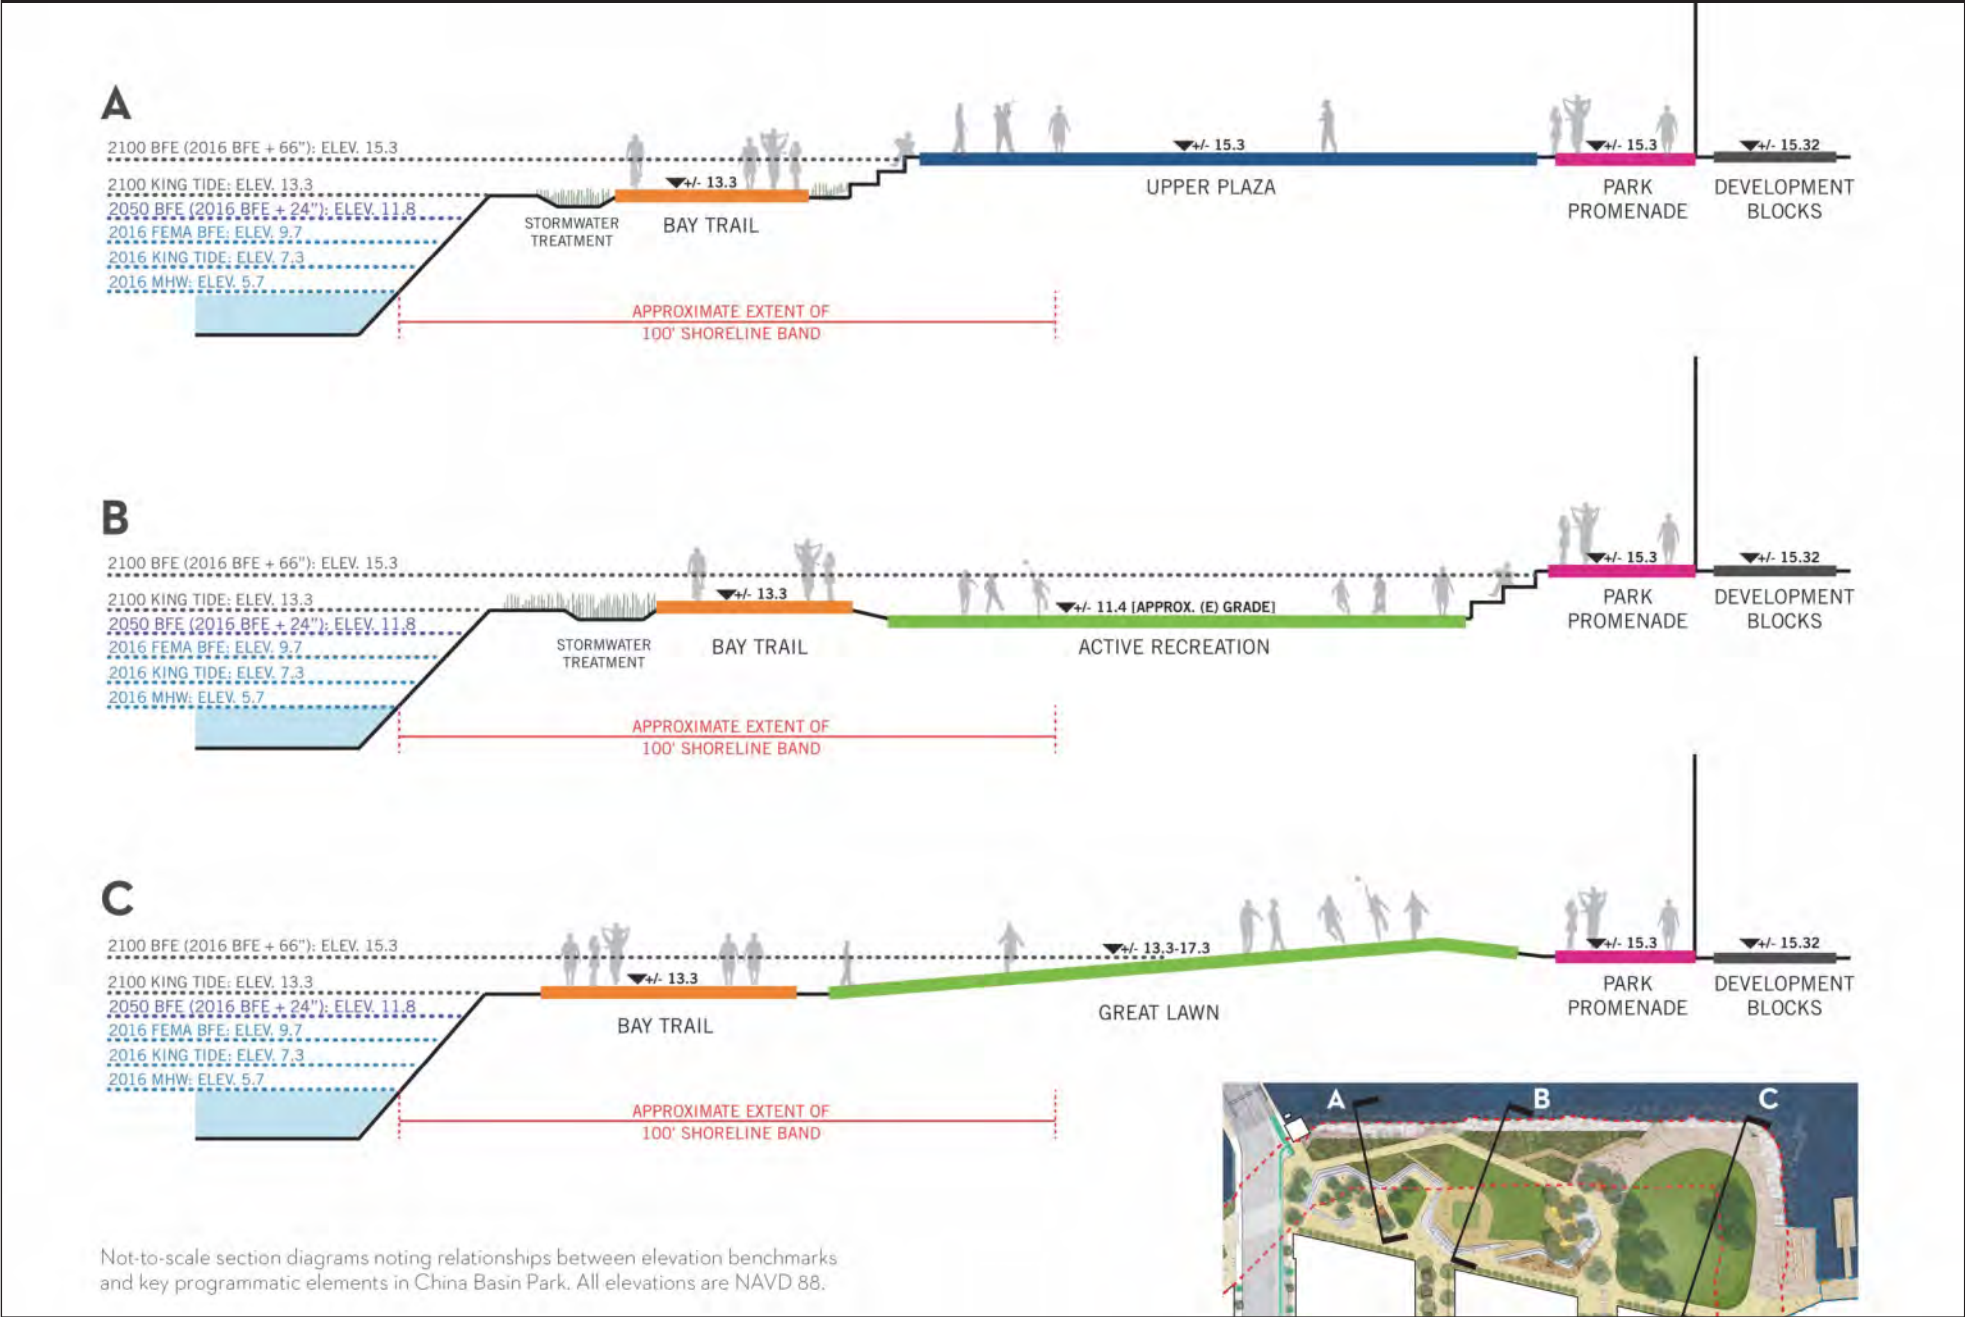 A
2100 BFE (2016 BFE + 66"): ELEV. 15.3
2100 KING TIDE: ELEV. 13.3
2050 BFE (2016 BFE + 24"): ELEV. 11.8
2016 FEMA BFE: ELEV. 9.7
2016 KING TIDE: ELEV. 7.3
2016 MHW: ELEV. 5.7
STORMWATER
TREATMENT
+/- 13.3
BAY TRAIL
+/- 15.3
UPPER PLAZA
+/- 15.3
PARK
PROMENADE
+/- 15.32
DEVELOPMENT
BLOCKS
APPROXIMATE EXTENT OF
100' SHORELINE BAND
B
2100 BFE (2016 BFE + 66"): ELEV. 15.3
2100 KING TIDE: ELEV. 13.3
2050 BFE (2016 BFE + 24"): ELEV. 11.8
2016 FEMA BFE: ELEV. 9.7
2016 KING TIDE: ELEV. 7.3
2016 MHW: ELEV. 5.7
STORMWATER
TREATMENT
+/- 13.3
BAY TRAIL
+/- 11.4 [APPROX. (E) GRADE]
ACTIVE RECREATION
+/- 15.3
PARK
PROMENADE
+/- 15.32
DEVELOPMENT
BLOCKS
APPROXIMATE EXTENT OF
100' SHORELINE BAND
C
2100 BFE (2016 BFE + 66"): ELEV. 15.3
2100 KING TIDE: ELEV. 13.3
2050 BFE (2016 BFE + 24"): ELEV. 11.8
2016 FEMA BFE: ELEV. 9.7
2016 KING TIDE: ELEV. 7.3
2016 MHW: ELEV. 5.7
+/- 13.3
BAY TRAIL
+/- 13.3-17.3
GREAT LAWN
+/- 15.3
PARK
PROMENADE
+/- 15.32
DEVELOPMENT
BLOCKS
APPROXIMATE EXTENT OF
100' SHORELINE BAND
A
B
C
Not-to-scale section diagrams noting relationships between elevation benchmarks
and key programmatic elements in China Basin Park. All elevations are NAVD 88.